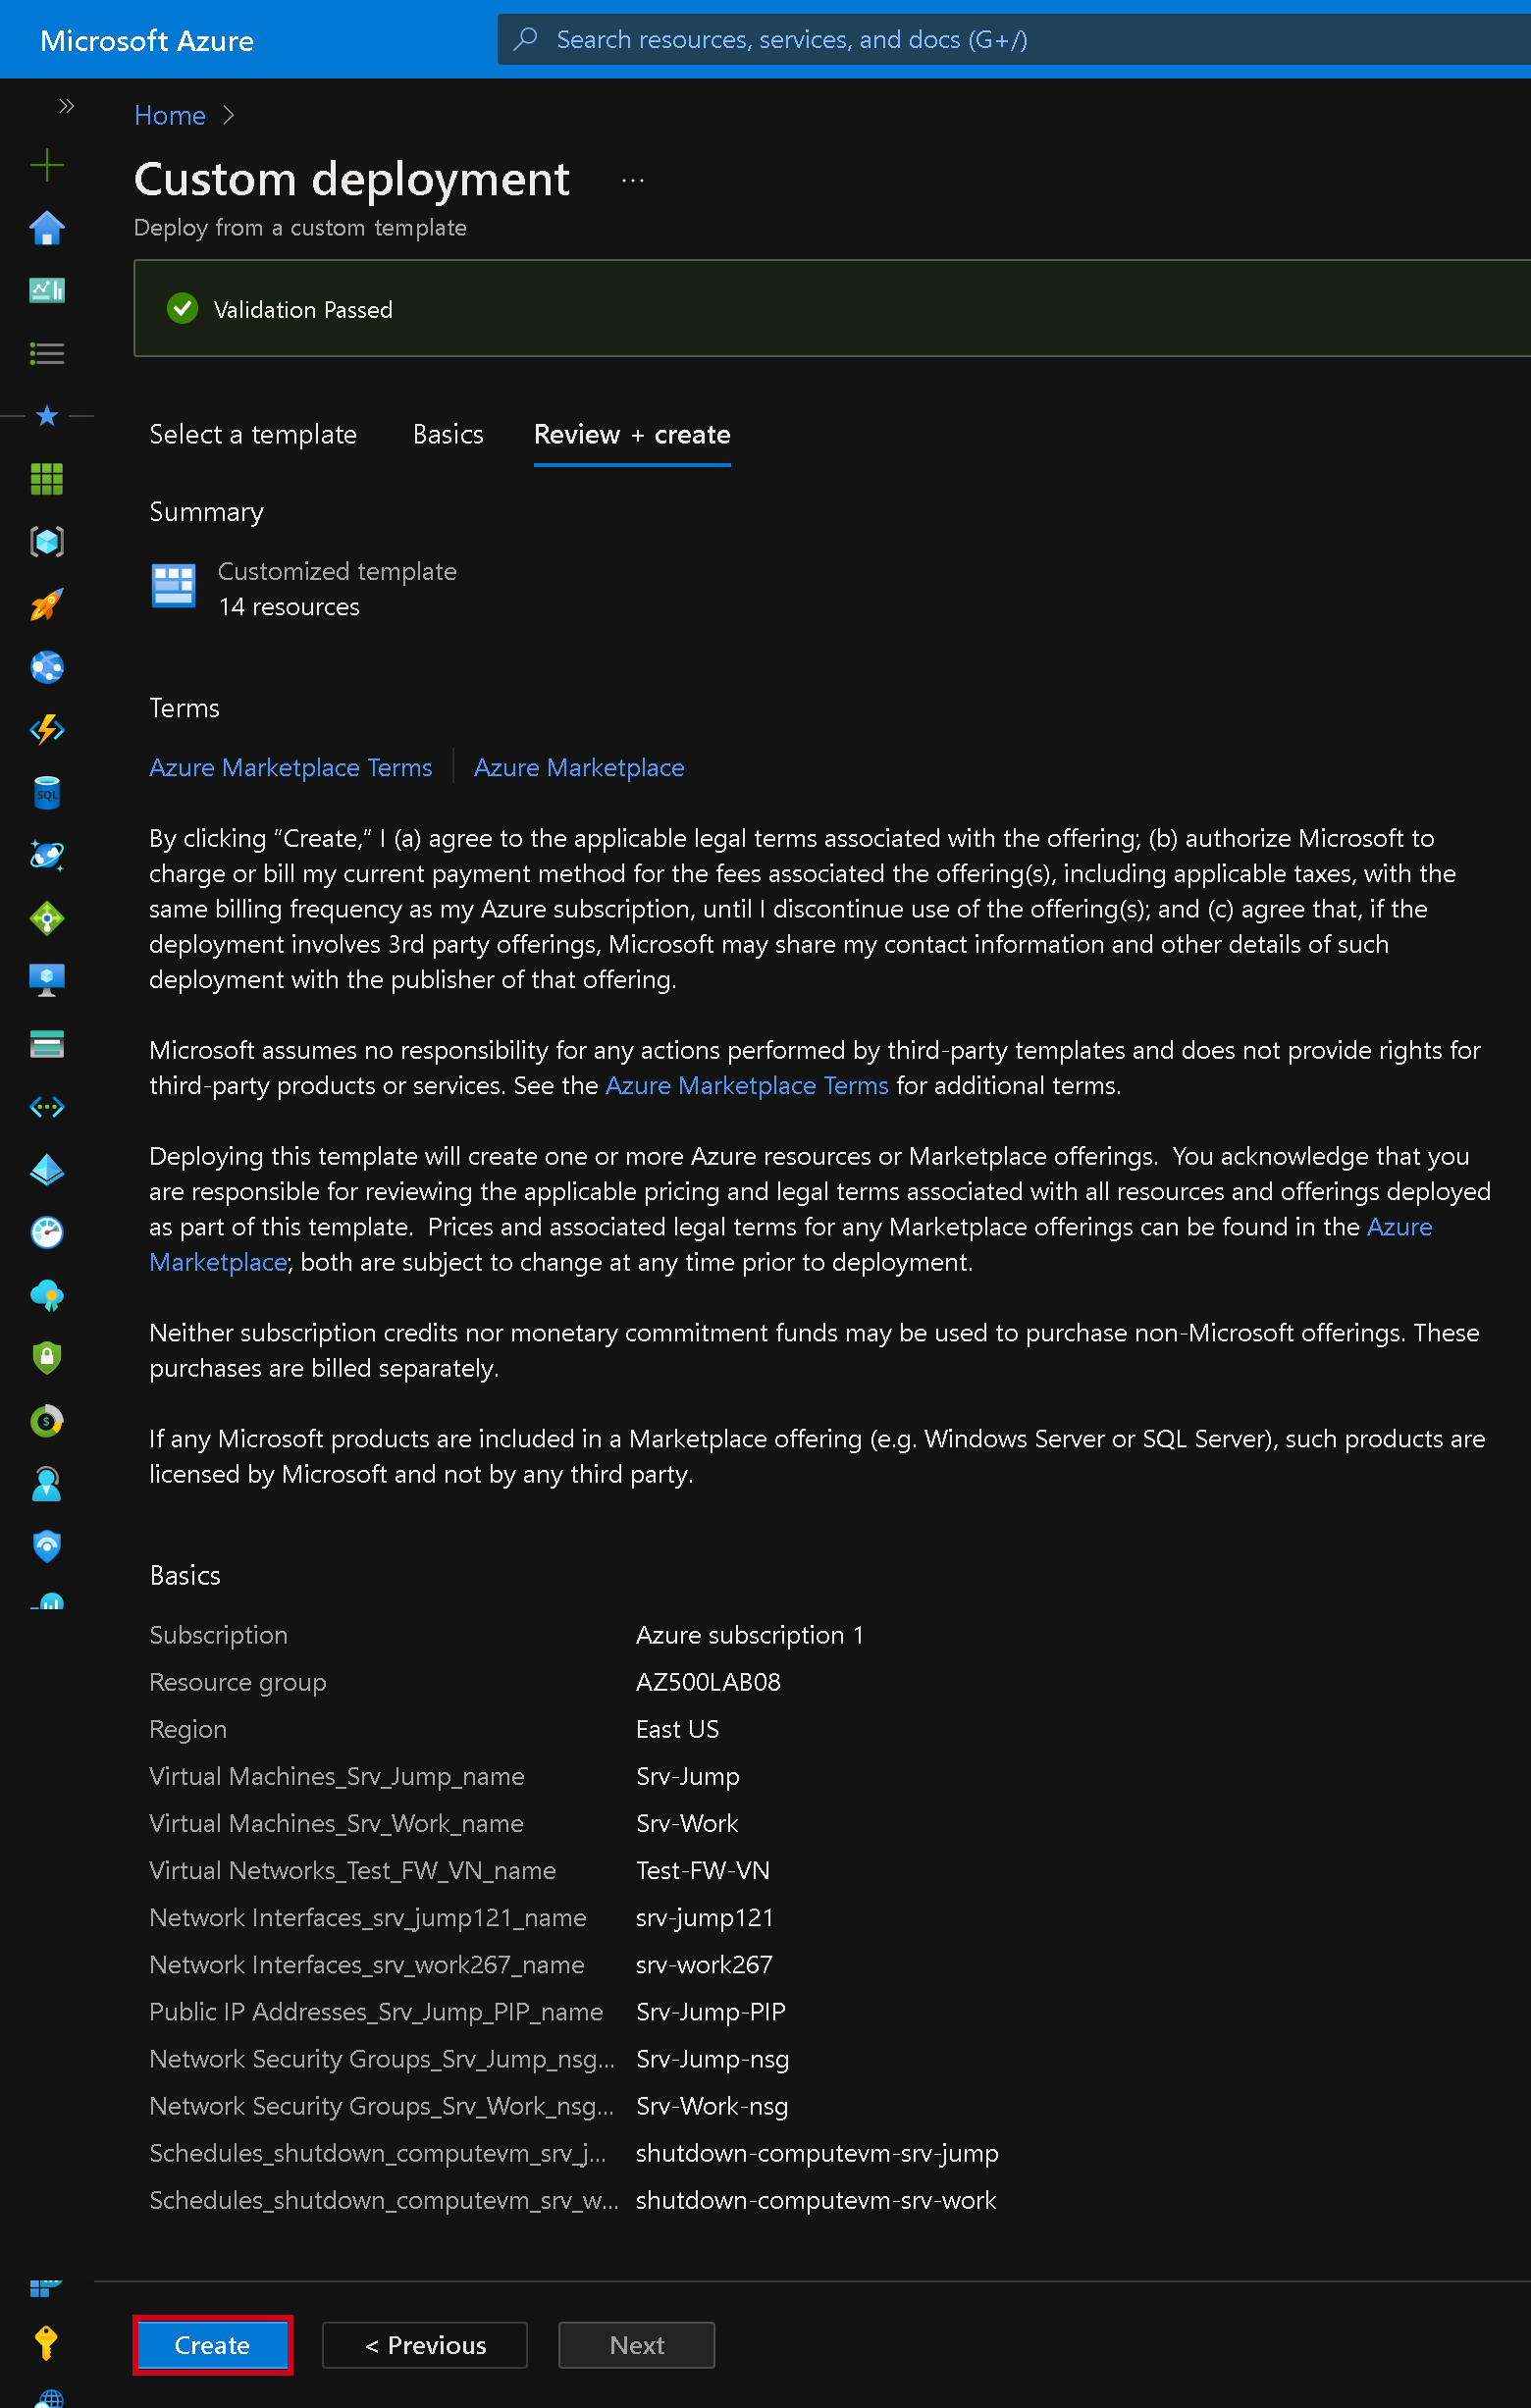 Microsoft Azure
Search resources, services, and docs (G+/)
Home
Custom deployment
...
Deploy from a custom template
Validation Passed
Select a template
Basics
Review + create
Summary
Customized template
14 resources
Terms
Azure Marketplace Terms
Azure Marketplace
By clicking “Create,” I (a) agree to the applicable legal terms associated with the offering; (b) authorize Microsoft to
charge or bill my current payment method for the fees associated the offering(s), including applicable taxes, with the
same billing frequency as my Azure subscription, until I discontinue use of the offering(s); and (c) agree that, if the
deployment involves 3rd party offerings, Microsoft may share my contact information and other details of such
deployment with the publisher of that offering.
Microsoft assumes no responsibility for any actions performed by third-party templates and does not provide rights for
third-party products or services. See the Azure Marketplace Terms for additional terms.
Deploying this template will create one or more Azure resources or Marketplace offerings.  You acknowledge that you
are responsible for reviewing the applicable pricing and legal terms associated with all resources and offerings deployed
as part of this template.  Prices and associated legal terms for any Marketplace offerings can be found in the Azure
Marketplace; both are subject to change at any time prior to deployment.
Neither subscription credits nor monetary commitment funds may be used to purchase non-Microsoft offerings. These
purchases are billed separately.
If any Microsoft products are included in a Marketplace offering (e.g. Windows Server or SQL Server), such products are
licensed by Microsoft and not by any third party.
Basics
Subscription Azure subscription 1
Resource group AZ500LAB08
Region East US
Virtual Machines_Srv_Jump_name Srv-Jump
Virtual Machines_Srv_Work_name Srv-Work
Virtual Networks_Test_FW_VN_name Test-FW-VN
Network Interfaces_srv_jump121_name srv-jump121
Network Interfaces_srv_work267_name srv-work267
Public IP Addresses_Srv_Jump_PIP_name Srv-Jump-PIP
Network Security Groups_Srv_Jump_nsg... Srv-Jump-nsg
Network Security Groups_Srv_Work_nsg... Srv-Work-nsg
Schedules_shutdown_computevm_srv_j... shutdown-computevm-srv-jump
Schedules_shutdown_computevm_srv_w... shutdown-computevm-srv-work
Create
< Previous
Next
SQL